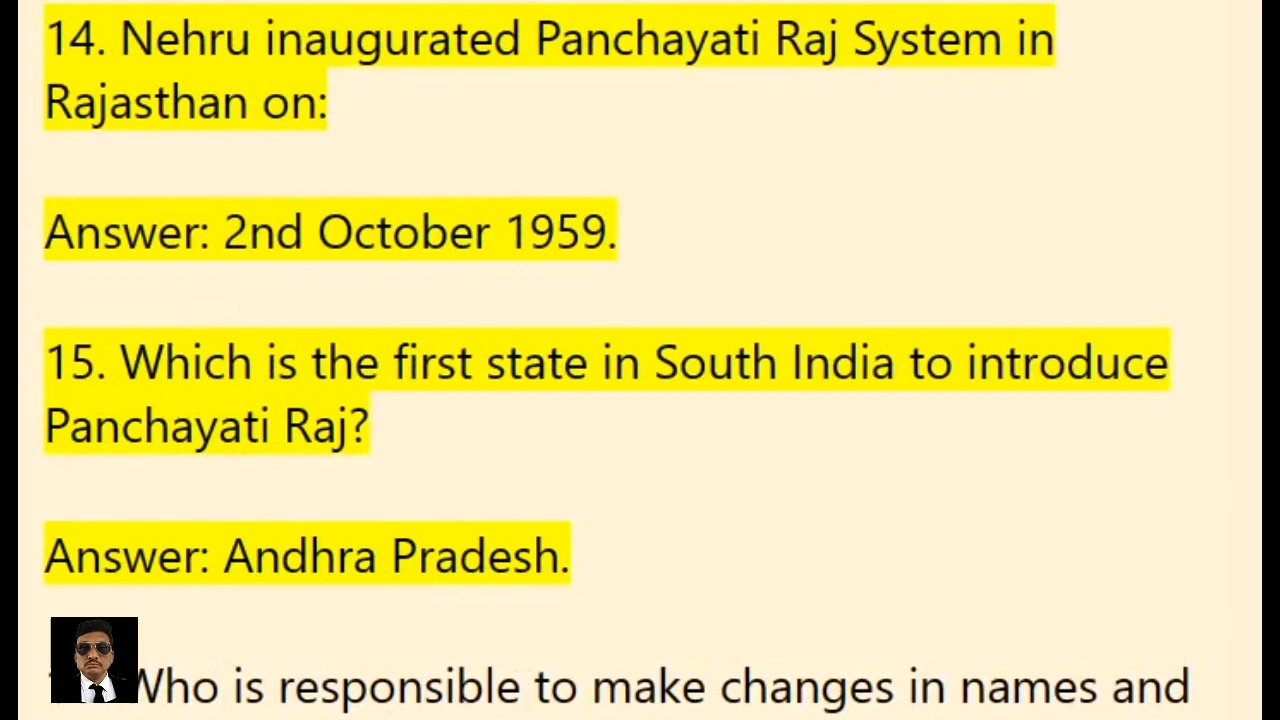 14. Nehru inaugurated Panchayati Raj System in
Rajasthan on:
Answer: 2nd October 1959.
15. Which is the first state in South India to introduce
Panchayati Raj?
Answer: Andhra Pradesh.
Who is responsible to make changes in names and